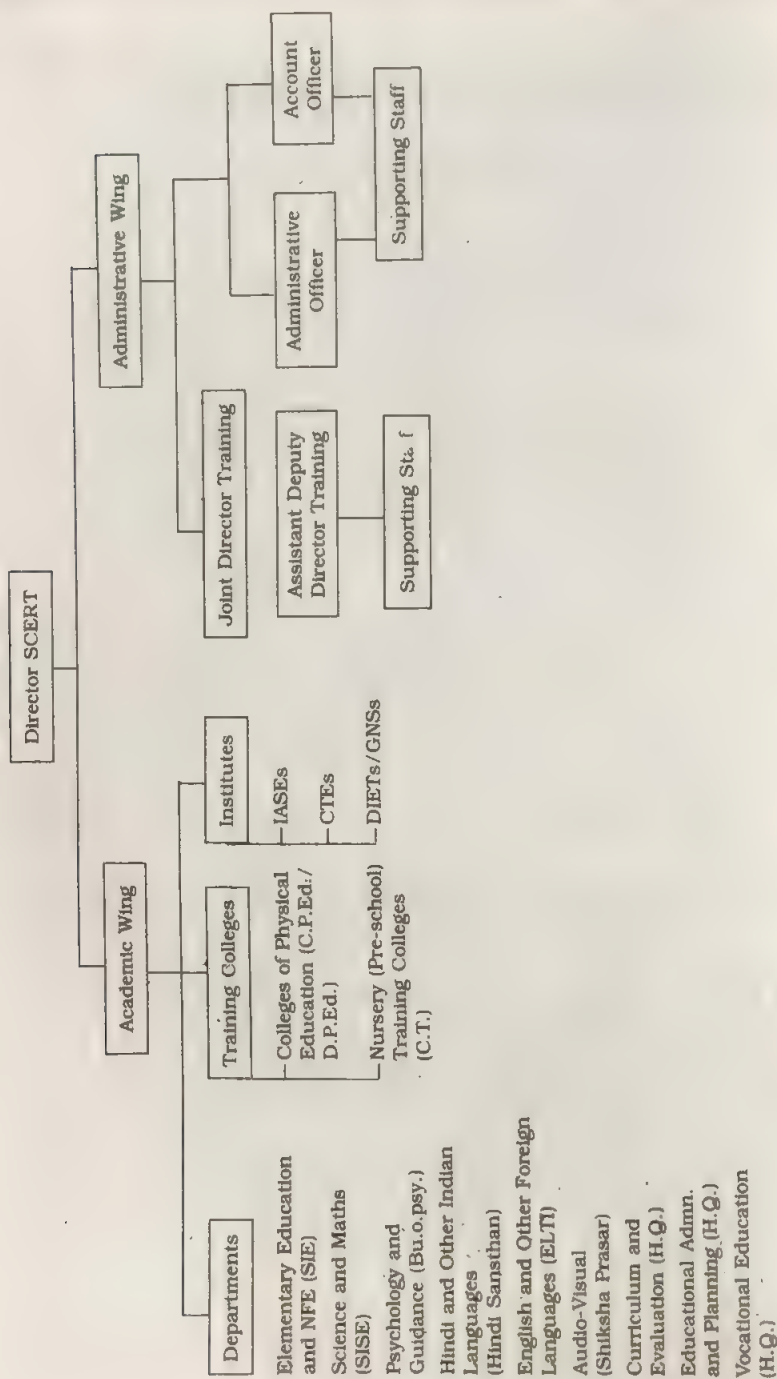 Director SCERT
Academic Wing
Administrative Wing
Departments
Training Colleges
Institutes
Joint Director Training
Elementary Education
and NFE (SIE)
Science and Maths
(SISE)
Psychology and
Guidance (Bu.o.psy.)
Hindi and Other Indian
Languages
(Hindi Sansthan)
English and Other Foreign
Languages (ELTI)
Audio-Visual
(Shiksha Prasar)
Curriculum and
Evaluation (H.Q.)
Educational Admn.
and Planning (H.Q.)
Vocational Education
(H.Q.)
Colleges of Physical
Education (C.P.Ed./
D.P.Ed.)
Nursery (Pre-school)
Training Colleges
(C.T.)
IASEs
CTEs
DIETs/GNSs
Assistant Deputy
Director Training
Supporting Sta f
Administrative
Officer
Account
Officer
Supporting Staff